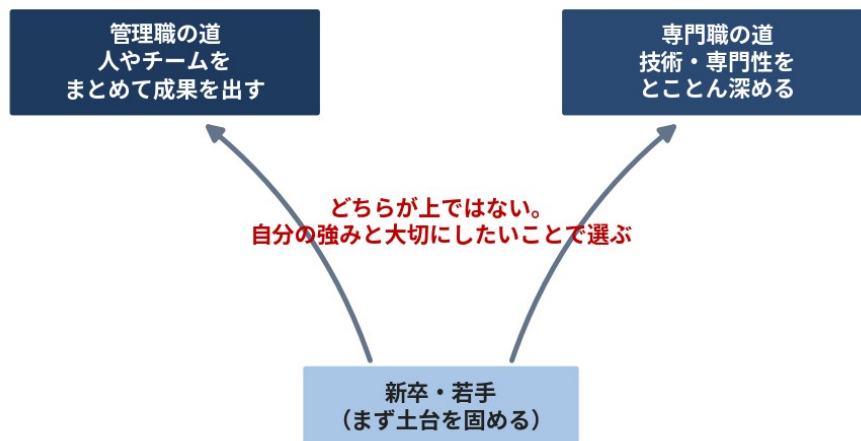 管理職の道
人やチームを
まとめて成果を出す
専門職の道
技術・専門性を
とことん深める
どちらが上ではない。
自分の強みと大切にしたいことで選ぶ
新卒・若手
（まず土台を固める）